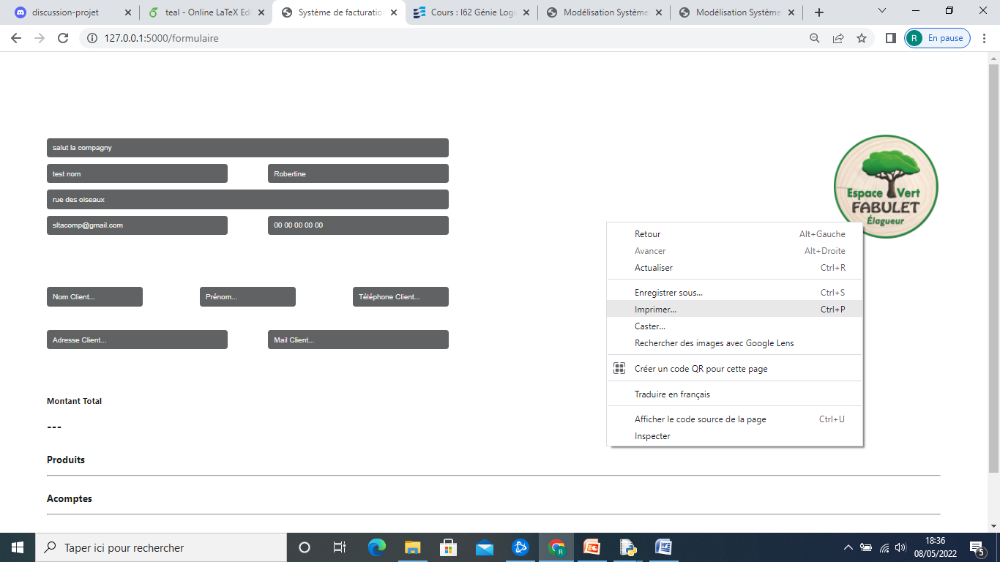 discussion-projet
teal - Online LaTeX Ed
Système de facturation
Cours : I62 Génie Logi
Modélisation Système
Modélisation Système
127.0.0.1:5000/formulaire
R En pause
salut la compagny
test nom Robertine
rue des oiseaux
sltacomp@gmail.com 00 00 00 00 00
Espace Vert
FABULET
Élagueur
Nom Client... Prénom... Téléphone Client...
Adresse Client... Mail Client...
Montant Total
---
Produits
Acomptes
Retour Alt+Gauche
Avancer Alt+Droite
Actualiser Ctrl+R
Enregistrer sous... Ctrl+S
Imprimer... Ctrl+P
Caster...
Rechercher des images avec Google Lens
Créer un code QR pour cette page
Traduire en français
Afficher le code source de la page Ctrl+U
Inspecter
Taper ici pour rechercher
18:36
08/05/2022
5